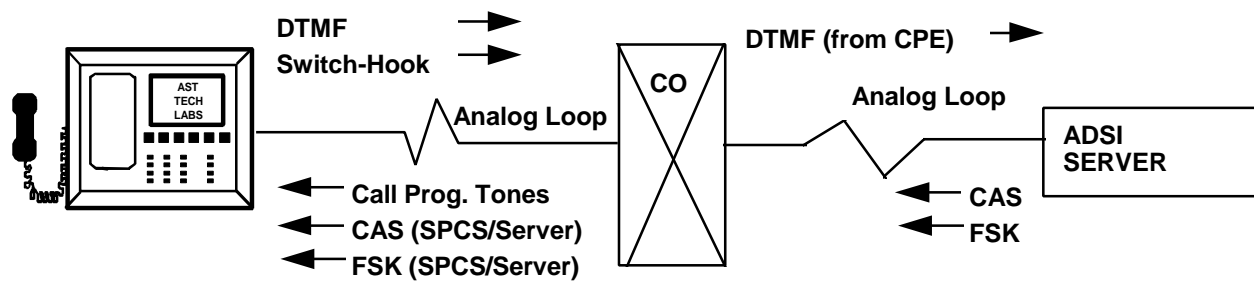 DTMF
Switch-Hook
AST
TECH
LABS
Analog Loop
Call Prog. Tones
CAS (SPCS/Server)
FSK (SPCS/Server)
CO
DTMF (from CPE)
Analog Loop
CAS
FSK
ADSI
SERVER